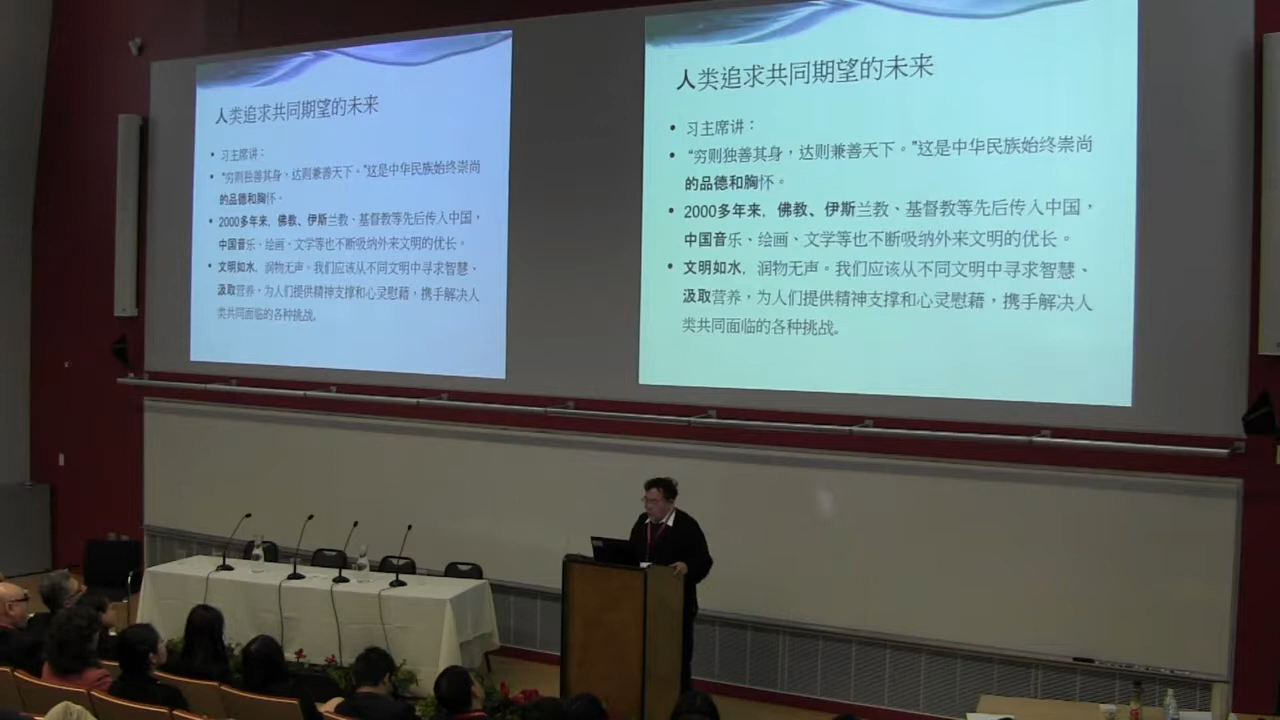 人类追求共同期望的未来
• 习主席讲：
• “穷则独善其身，达则兼善天下。”这是中华民族始终崇尚
的品德和胸怀。
• 2000多年来，佛教、伊斯兰教、基督教等先后传入中国，
中国音乐、绘画、文学等也不断吸纳外来文明的优长。
• 文明如水，润物无声。我们应该从不同文明中寻求智慧、
汲取营养，为人们提供精神支撑和心灵慰藉，携手解决人
类共同面临的各种挑战。
人类追求共同期望的未来
• 习主席讲：
• “穷则独善其身，达则兼善天下。”这是中华民族始终崇尚
的品德和胸怀。
• 2000多年来，佛教、伊斯兰教、基督教等先后传入中国，
中国音乐、绘画、文学等也不断吸纳外来文明的优长。
• 文明如水，润物无声。我们应该从不同文明中寻求智慧、
汲取营养，为人们提供精神支撑和心灵慰藉，携手解决人
类共同面临的各种挑战。